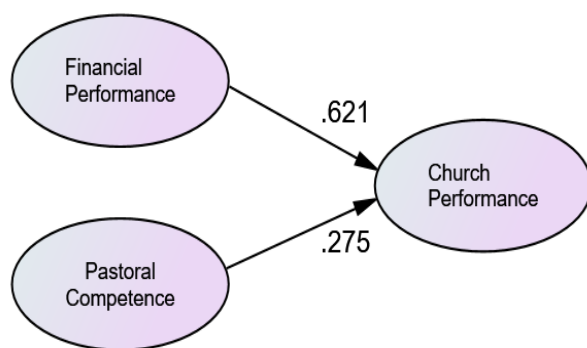 Financial
Performance
.621
Church
Performance
.275
Pastoral
Competence